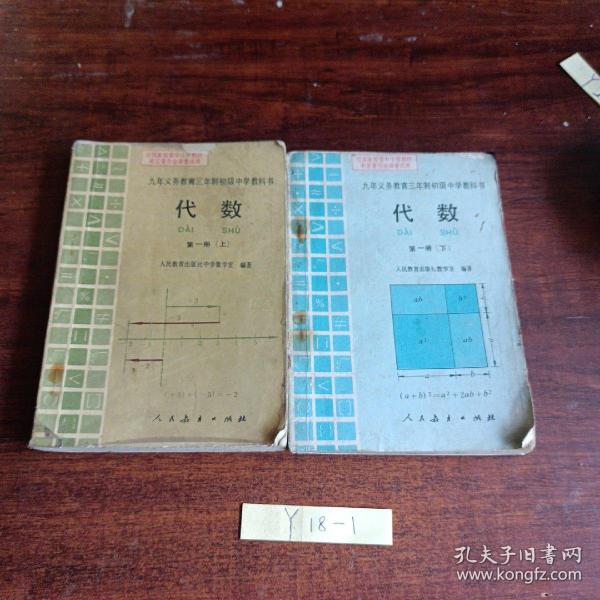 九年义务教育三年制初级中学教科书
代数
DÀI SHÙ
第一册（上）
人民教育出版社中学数学室 编著
(+3)+(-5)=-2
人民教育出版社
九年义务教育三年制初级中学教科书
代数
DÀI SHÙ
第一册（下）
人民教育出版社数学室 编著
ab b²
a²
ab
a b
(a+b)²=a²+2ab+b²
人民教育出版社
Y18-1
孔夫子旧书网
www.kongfz.com